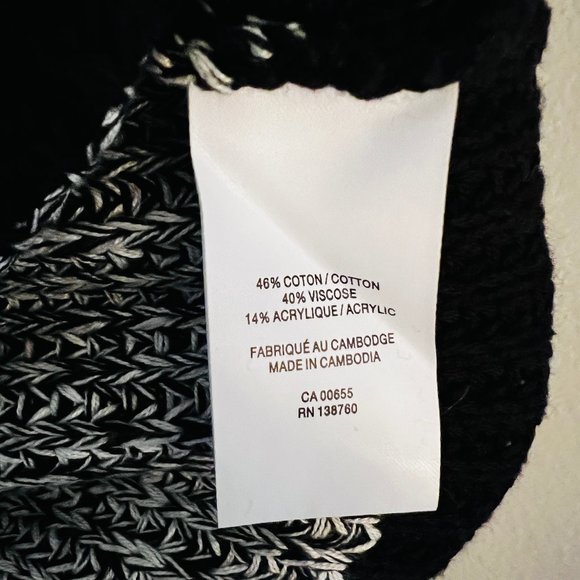 46% COTON / COTTON
40% VISCOSE
14% ACRYLIQUE / ACRYLIC
FABRIQUÉ AU CAMBODGE
MADE IN CAMBODIA
CA 00655
RN 138760